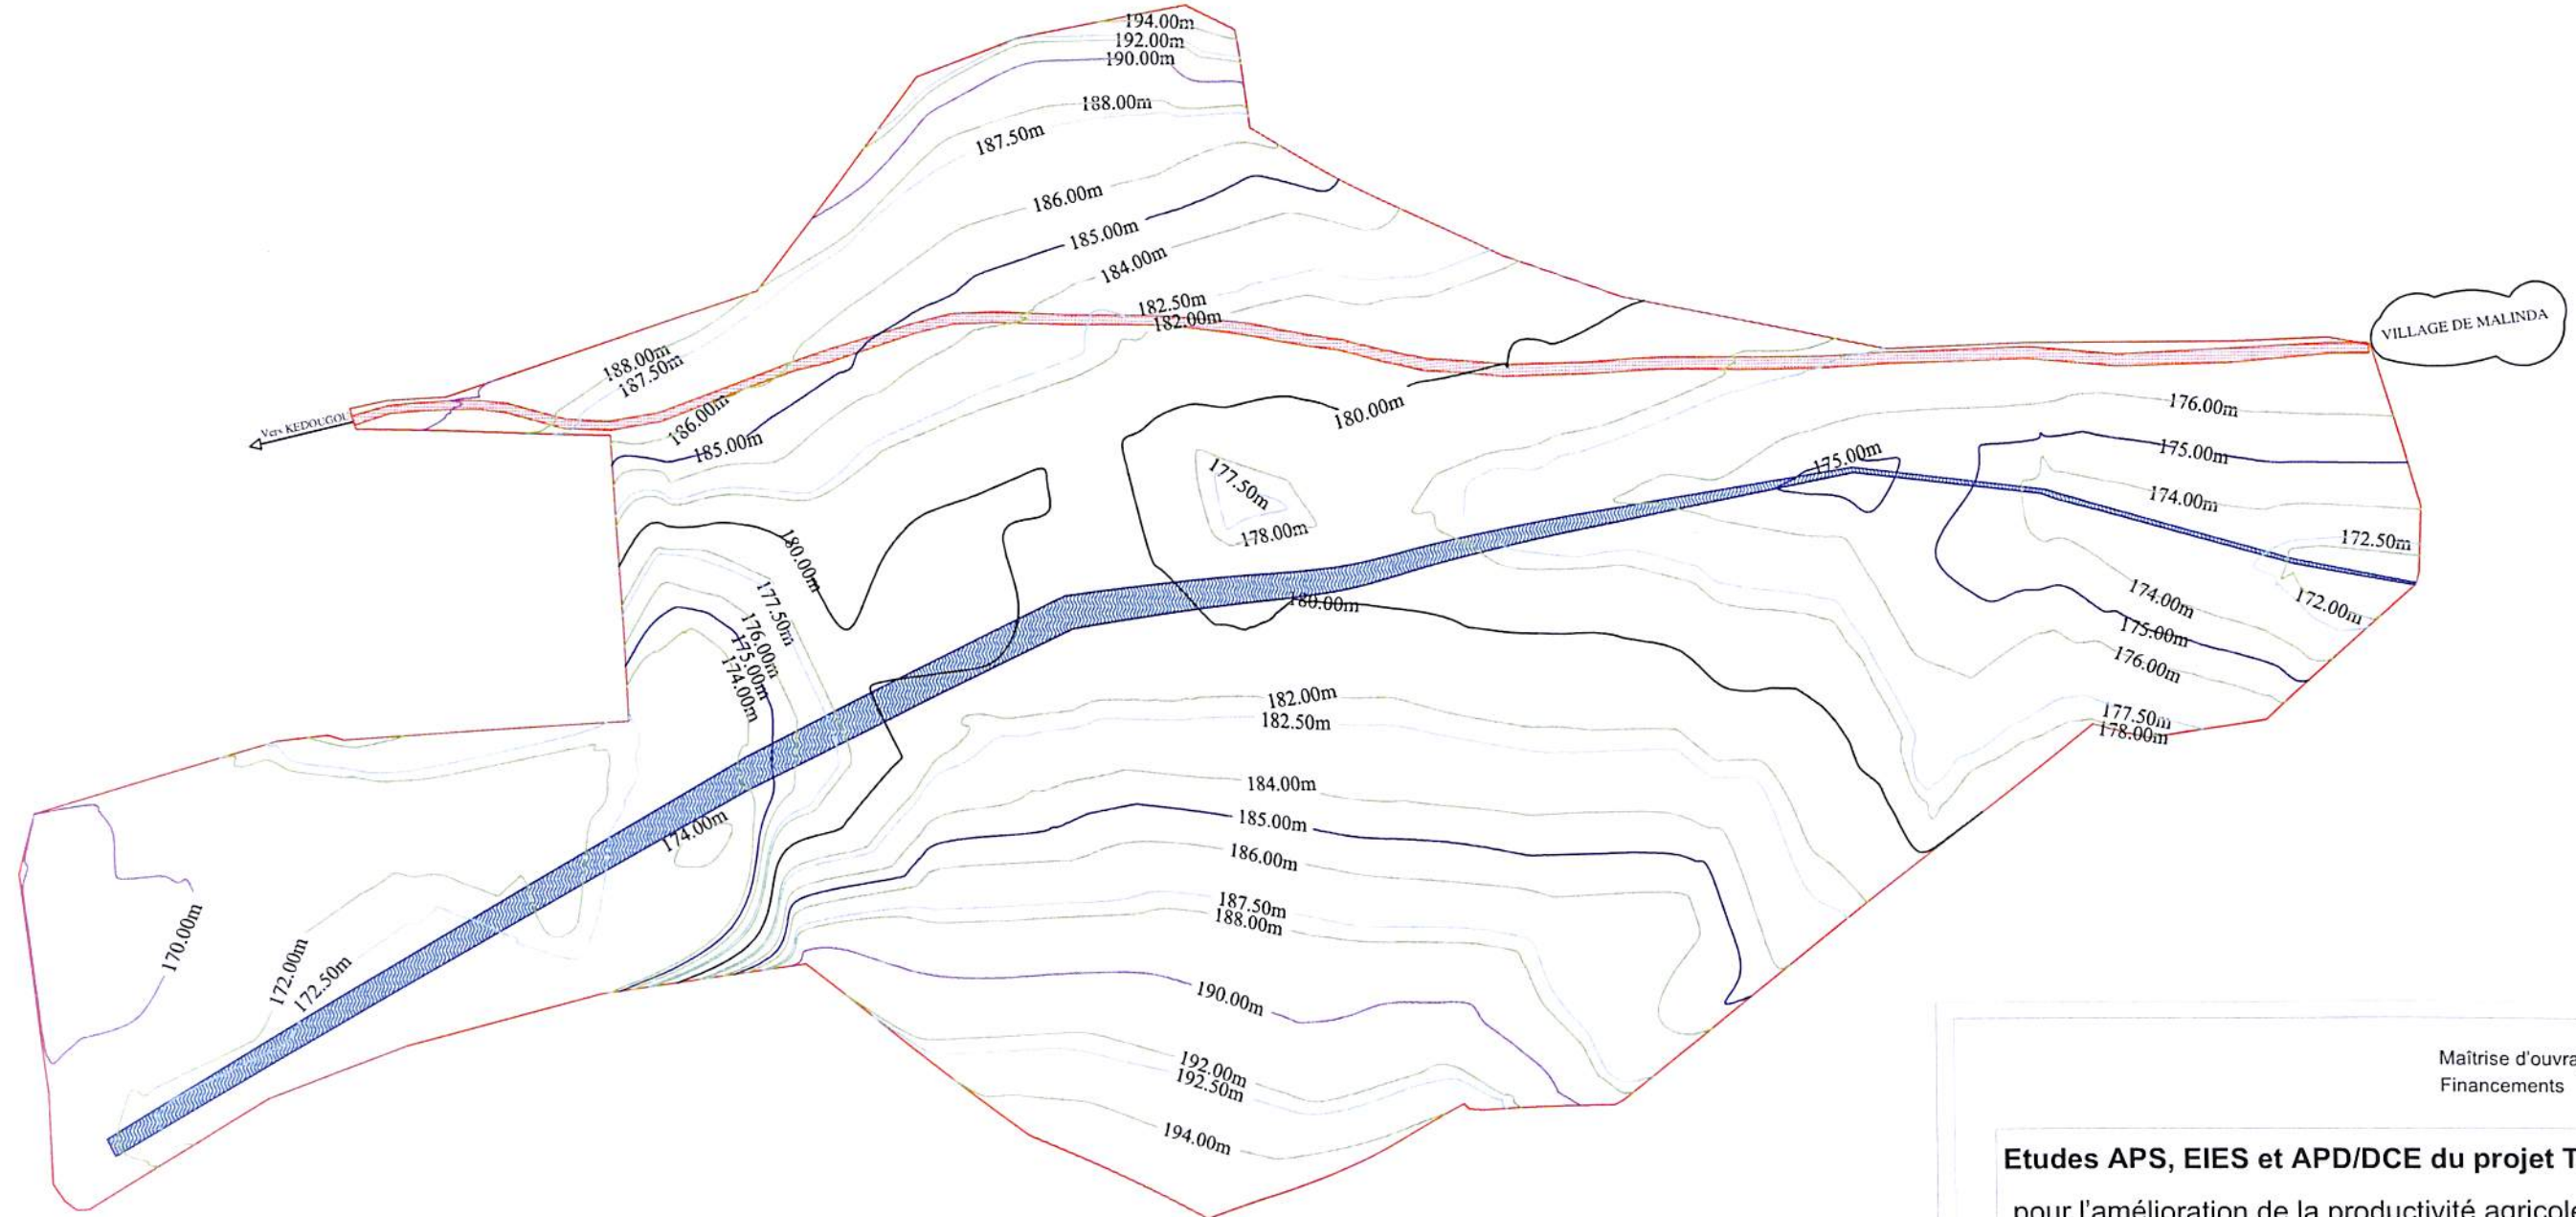 194.00m
192.00m
190.00m
188.00m
187.50m
186.00m
185.00m
184.00m
182.50m
182.00m
VILLAGE DE MALINDA
188.00m
187.50m
Vers KEDOUGOU
186.00m
185.00m
180.00m
176.00m
175.00m
175.00m
177.50m
178.00m
174.00m
172.50m
180.00m
177.50m
176.00m
175.00m
174.00m
180.00m
174.00m
172.00m
175.00m
176.00m
182.00m
182.50m
177.50m
178.00m
184.00m
185.00m
174.00m
186.00m
187.50m
188.00m
170.00m
172.00m
172.50m
190.00m
192.00m
192.50m
194.00m
Maîtrise d'ouvra
Financements
Etudes APS, EIES et APD/DCE du projet T
pour l'amélioration de la productivité agricole